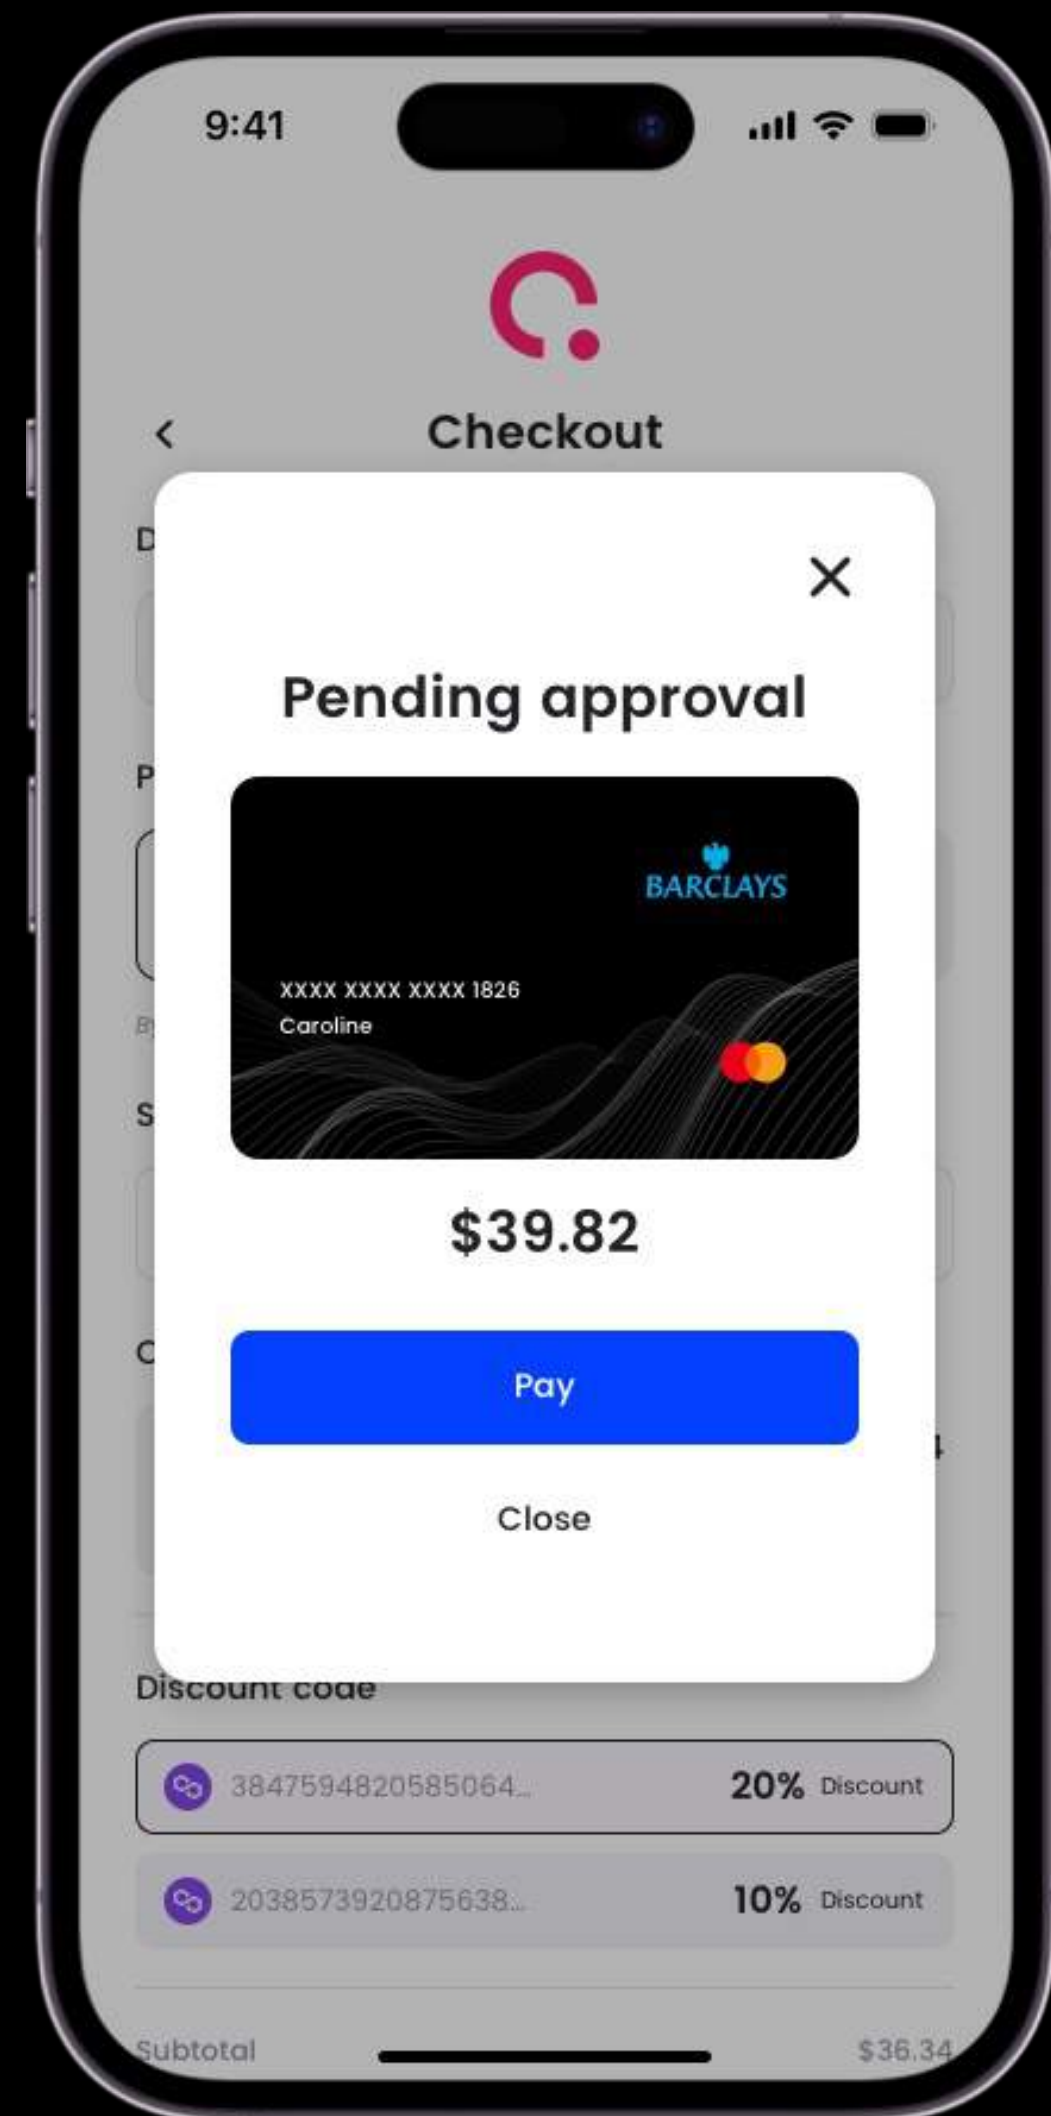 9:41
Checkout
Pending approval
BARCLAYS
XXXX XXXX XXXX 1826
Caroline
$39.82
Pay
Close
Discount code
3847594820585064... 20% Discount
2038573920875638... 10% Discount
Subtotal $36.34